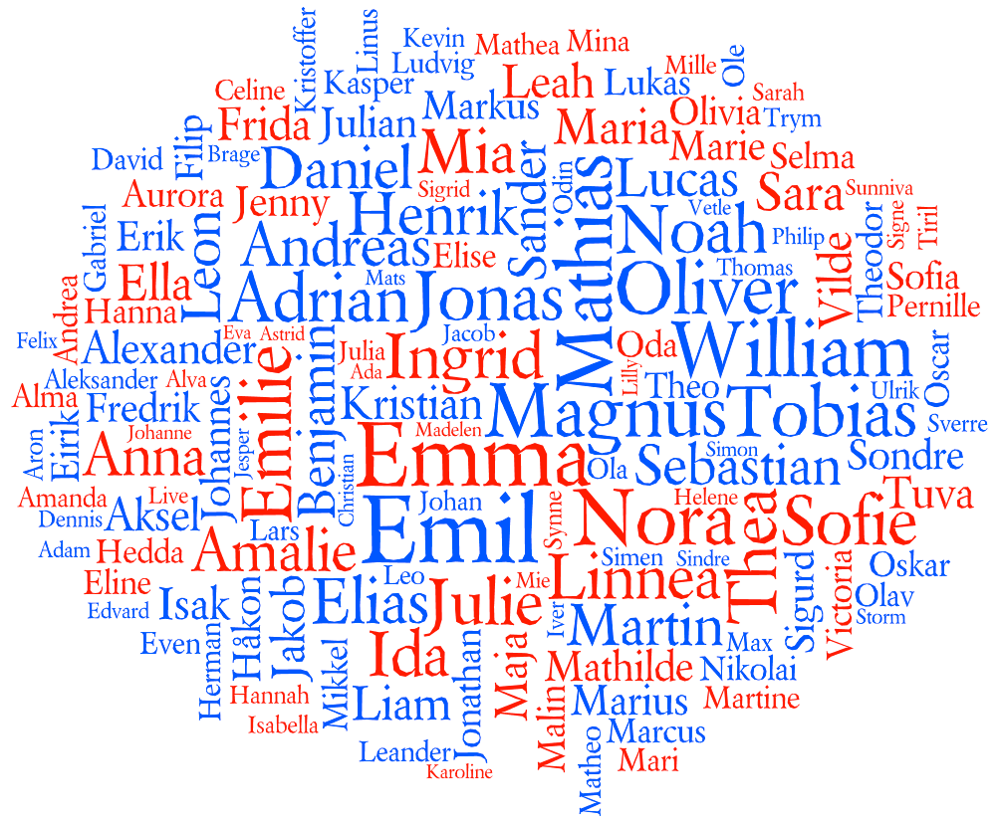 Kristoffer
Linus
Kevin
Mathea
Mina
Ludvig
Ole
Mille
Celine
Kasper
Leah
Lukas
Sarah
Frida
Julian
Markus
Maria
Olivia
Trym
David
Filip
Brage
Daniel
Mia
Sander
Odin
Mathias
Marie
Selma
Aurora
Jenny
Sigrid
Lucas
Sara
Sunniva
Gabriel
Erik
Leon
Henrik
Vetle
Noah
Philip
Vilde
Theodor
Signe
Tiril
Andreas
Elise
Andrea
Ella
Mats
Thomas
Sofia
Hanna
Adrian
Jonas
Oliver
Pernille
Felix
Alexander
Eva
Astrid
Benjamin
Julia
Jacob
Ingrid
Oda
William
Oscar
Aleksander
Alva
Emilie
Ada
Lilly
Theo
Ulrik
Alma
Fredrik
Johannes
Kristian
Magnus
Tobias
Sverre
Aron
Eirik
Johanne
Jesper
Madelen
Anna
Emma
Simon
Christian
Ola
Sebastian
Sondre
Amanda
Live
Johan
Synne
Helene
Thea
Tuva
Dennis
Aksel
Lars
Emil
Nora
Sofie
Adam
Hedda
Amalie
Simen
Sindre
Sigurd
Victoria
Oskar
Eline
Leo
Mie
Linnea
Edvard
Isak
Håkon
Jakob
Elias
Julie
Iver
Olav
Storm
Even
Herman
Mikkel
Ida
Jonathan
Maja
Martin
Max
Mathilde
Nikolai
Hannah
Liam
Malin
Marius
Martine
Isabella
Marcus
Leander
Matheo
Mari
Karoline